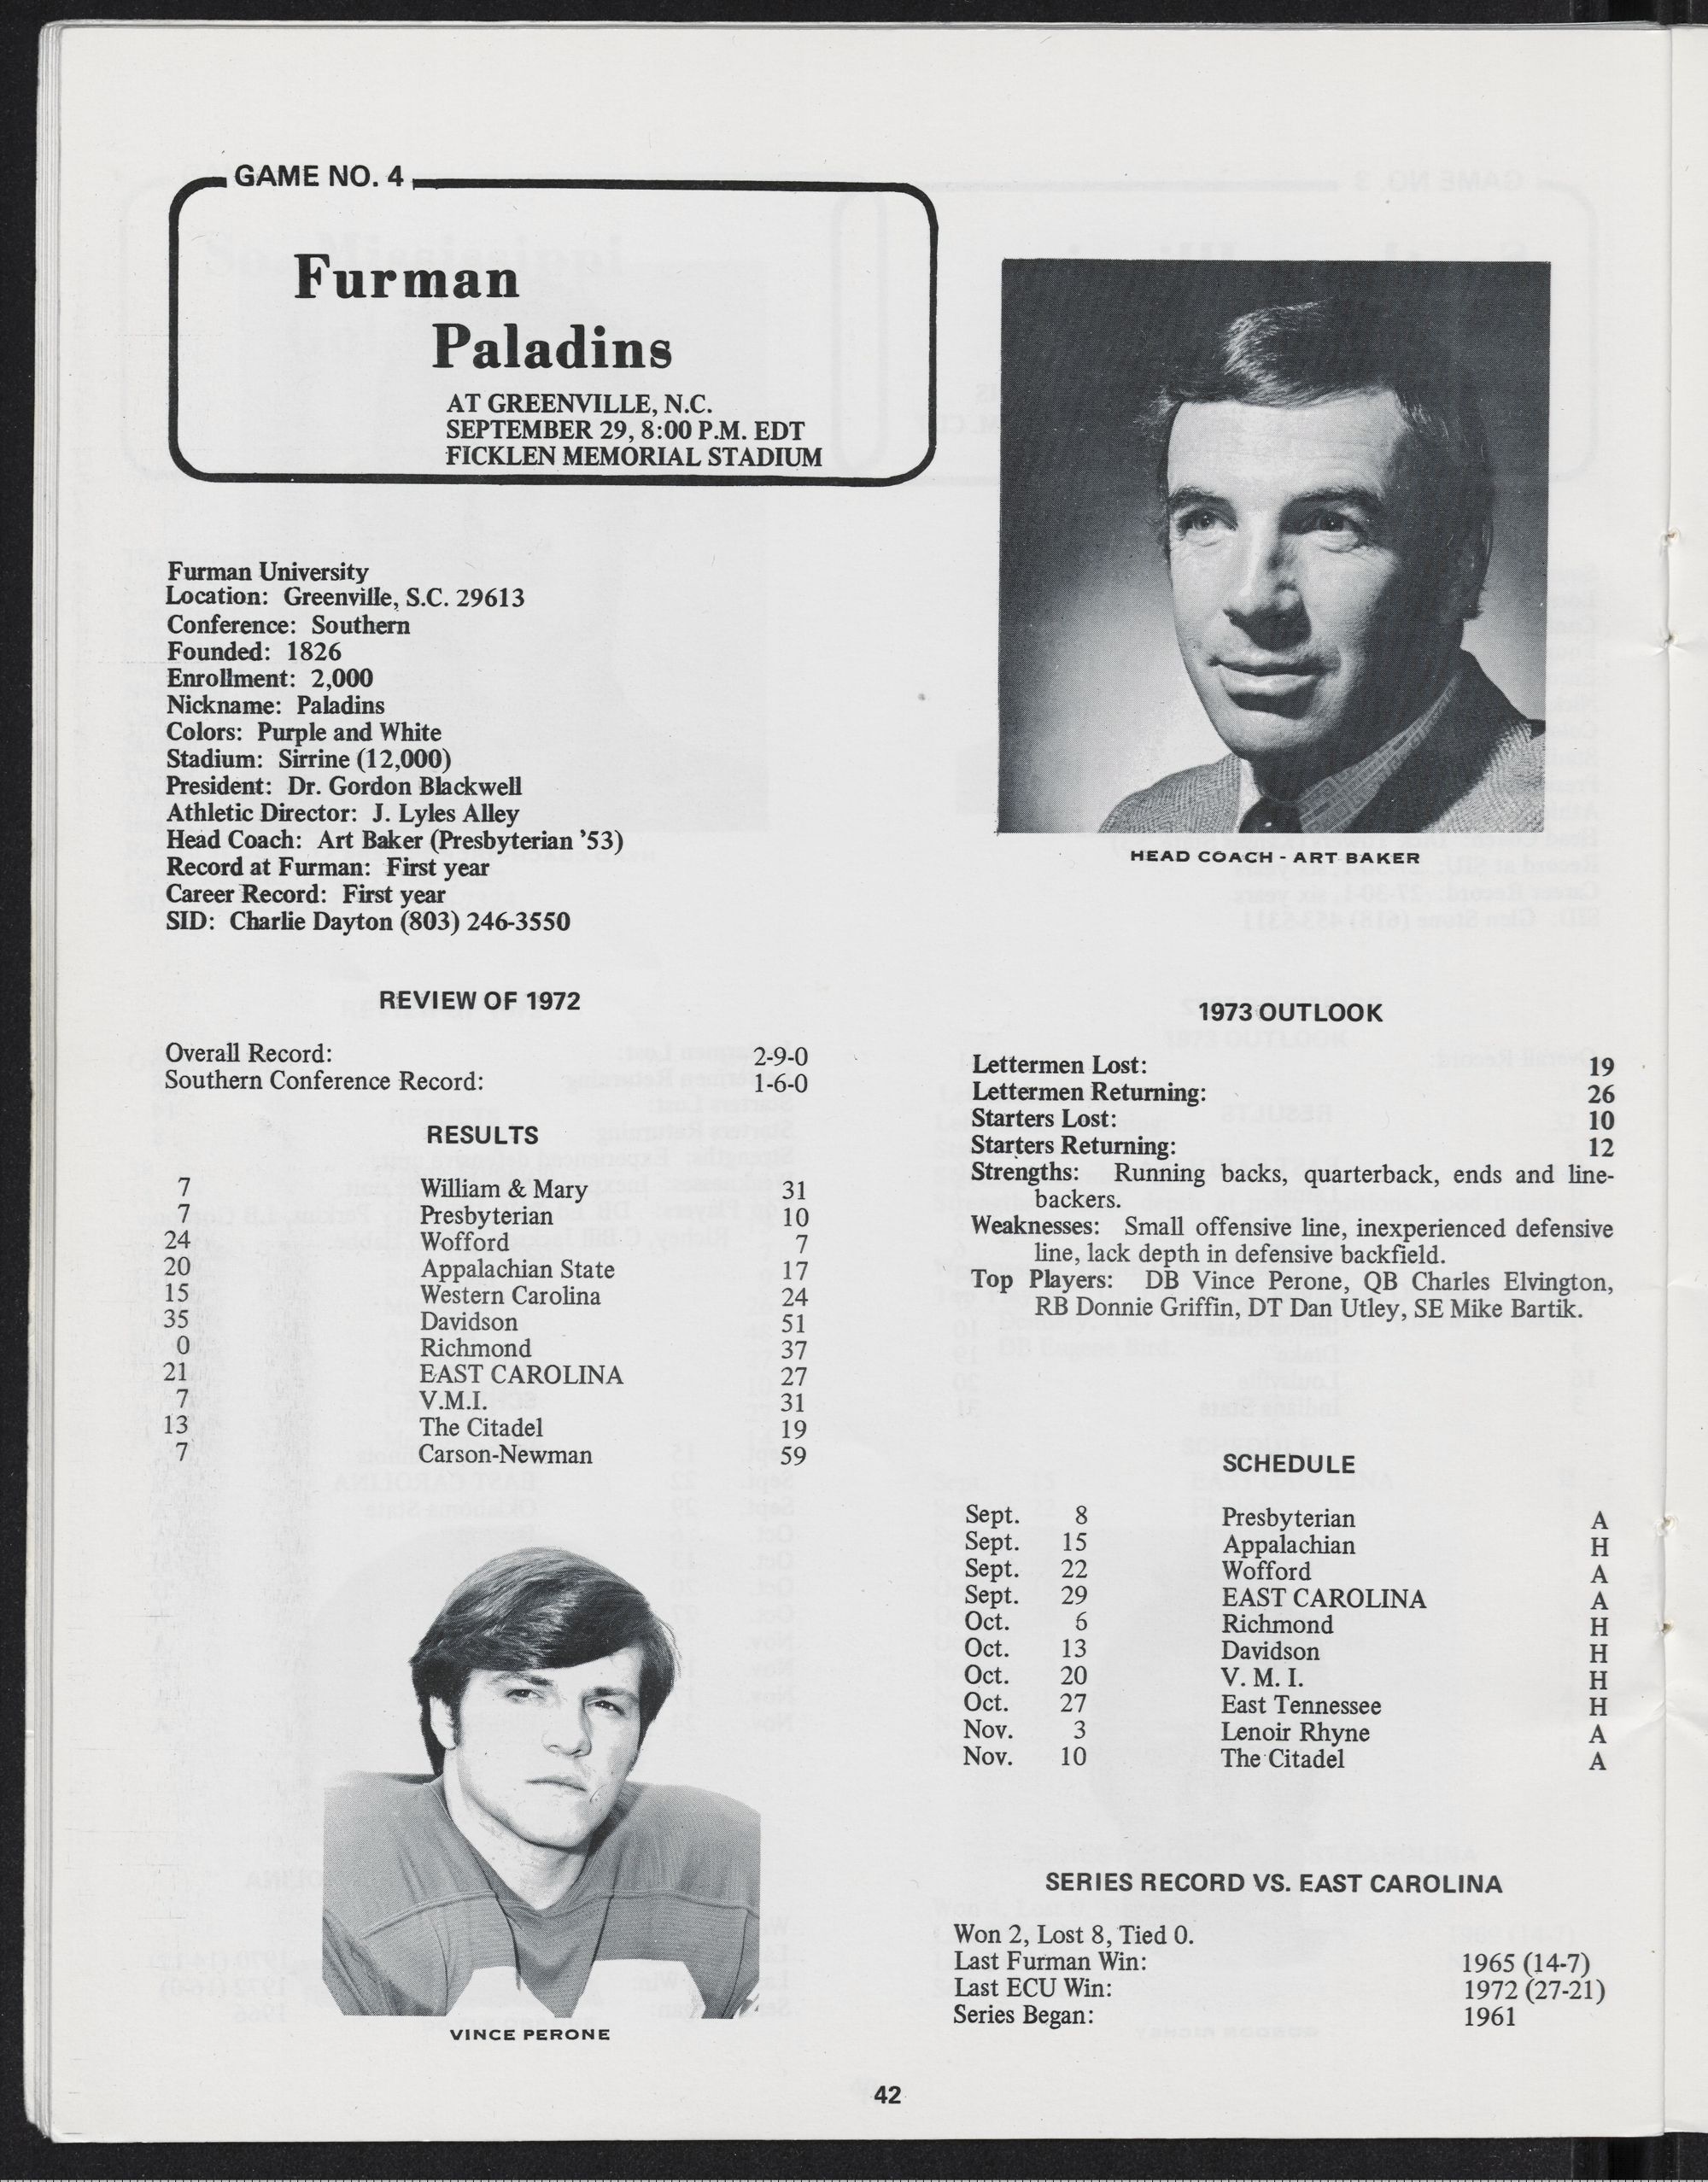 GAME NO. 4
Furman
Paladins
AT GREENVILLE, N.C.
SEPTEMBER 29, 8:00 P.M. EDT
FICKLEN MEMORIAL STADIUM
Furman University
Location: Greenville, S.C. 29613
Conference: Southern
Founded: 1826
Enrollment: 2,000
Nickname: Paladins
Colors: Purple and White
Stadium: Sirrine (12,000)
President: Dr. Gordon Blackwell
Athletic Director: J. Lyles Alley
Head Coach: Art Baker (Presbyterian ’53)
Record at Furman: First year
Career Record: First year
SID: Charlie Dayton (803) 246-3550
HEAD COACH - ART BAKER
REVIEW OF 1972
Overall Record: 2-9-0
Southern Conference Record: 1-6-0
RESULTS
7 William & Mary 31
7 Presbyterian 10
24 Wofford 7
20 Appalachian State 17
15 Western Carolina 24
35 Davidson 51
0 Richmond 37
21 EAST CAROLINA 27
7 V.M.I. 31
13 The Citadel 19
7 Carson-Newman 59
VINCE PERONE
1973 OUTLOOK
Lettermen Lost: 19
Lettermen Returning: 26
Starters Lost: 10
Starters Returning: 12
Strengths: Running backs, quarterback, ends and line-
backers.
Weaknesses: Small offensive line, inexperienced defensive
line, lack depth in defensive backfield.
Top Players: DB Vince Perone, QB Charles Elvington,
RB Donnie Griffin, DT Dan Utley, SE Mike Bartik.
SCHEDULE
Sept. 8 Presbyterian A
Sept. 15 Appalachian H
Sept. 22 Wofford A
Sept. 29 EAST CAROLINA A
Oct. 6 Richmond H
Oct. 13 Davidson H
Oct. 20 V. M. I. H
Oct. 27 East Tennessee H
Nov. 3 Lenoir Rhyne A
Nov. 10 The Citadel A
SERIES RECORD VS. EAST CAROLINA
Won 2, Lost 8, Tied 0.
Last Furman Win: 1965 (14-7)
Last ECU Win: 1972 (27-21)
Series Began: 1961
42